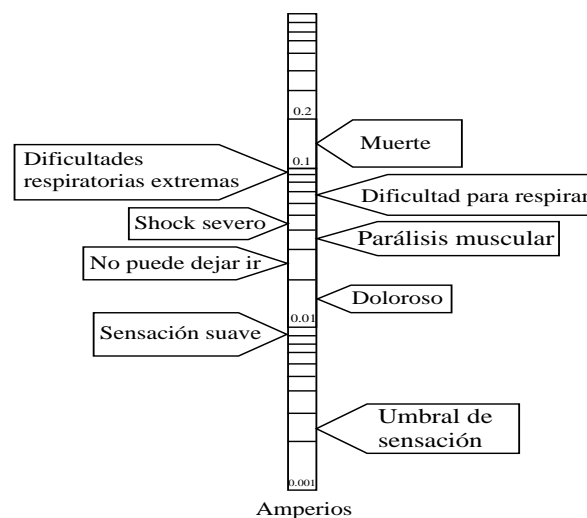 0.2
Muerte
0.1
Dificultades
respiratorias extremas
Dificultad para respirar
Shock severo
Parálisis muscular
No puede dejar ir
Doloroso
0.01
Sensación suave
Umbral de
sensación
0.001
Amperios